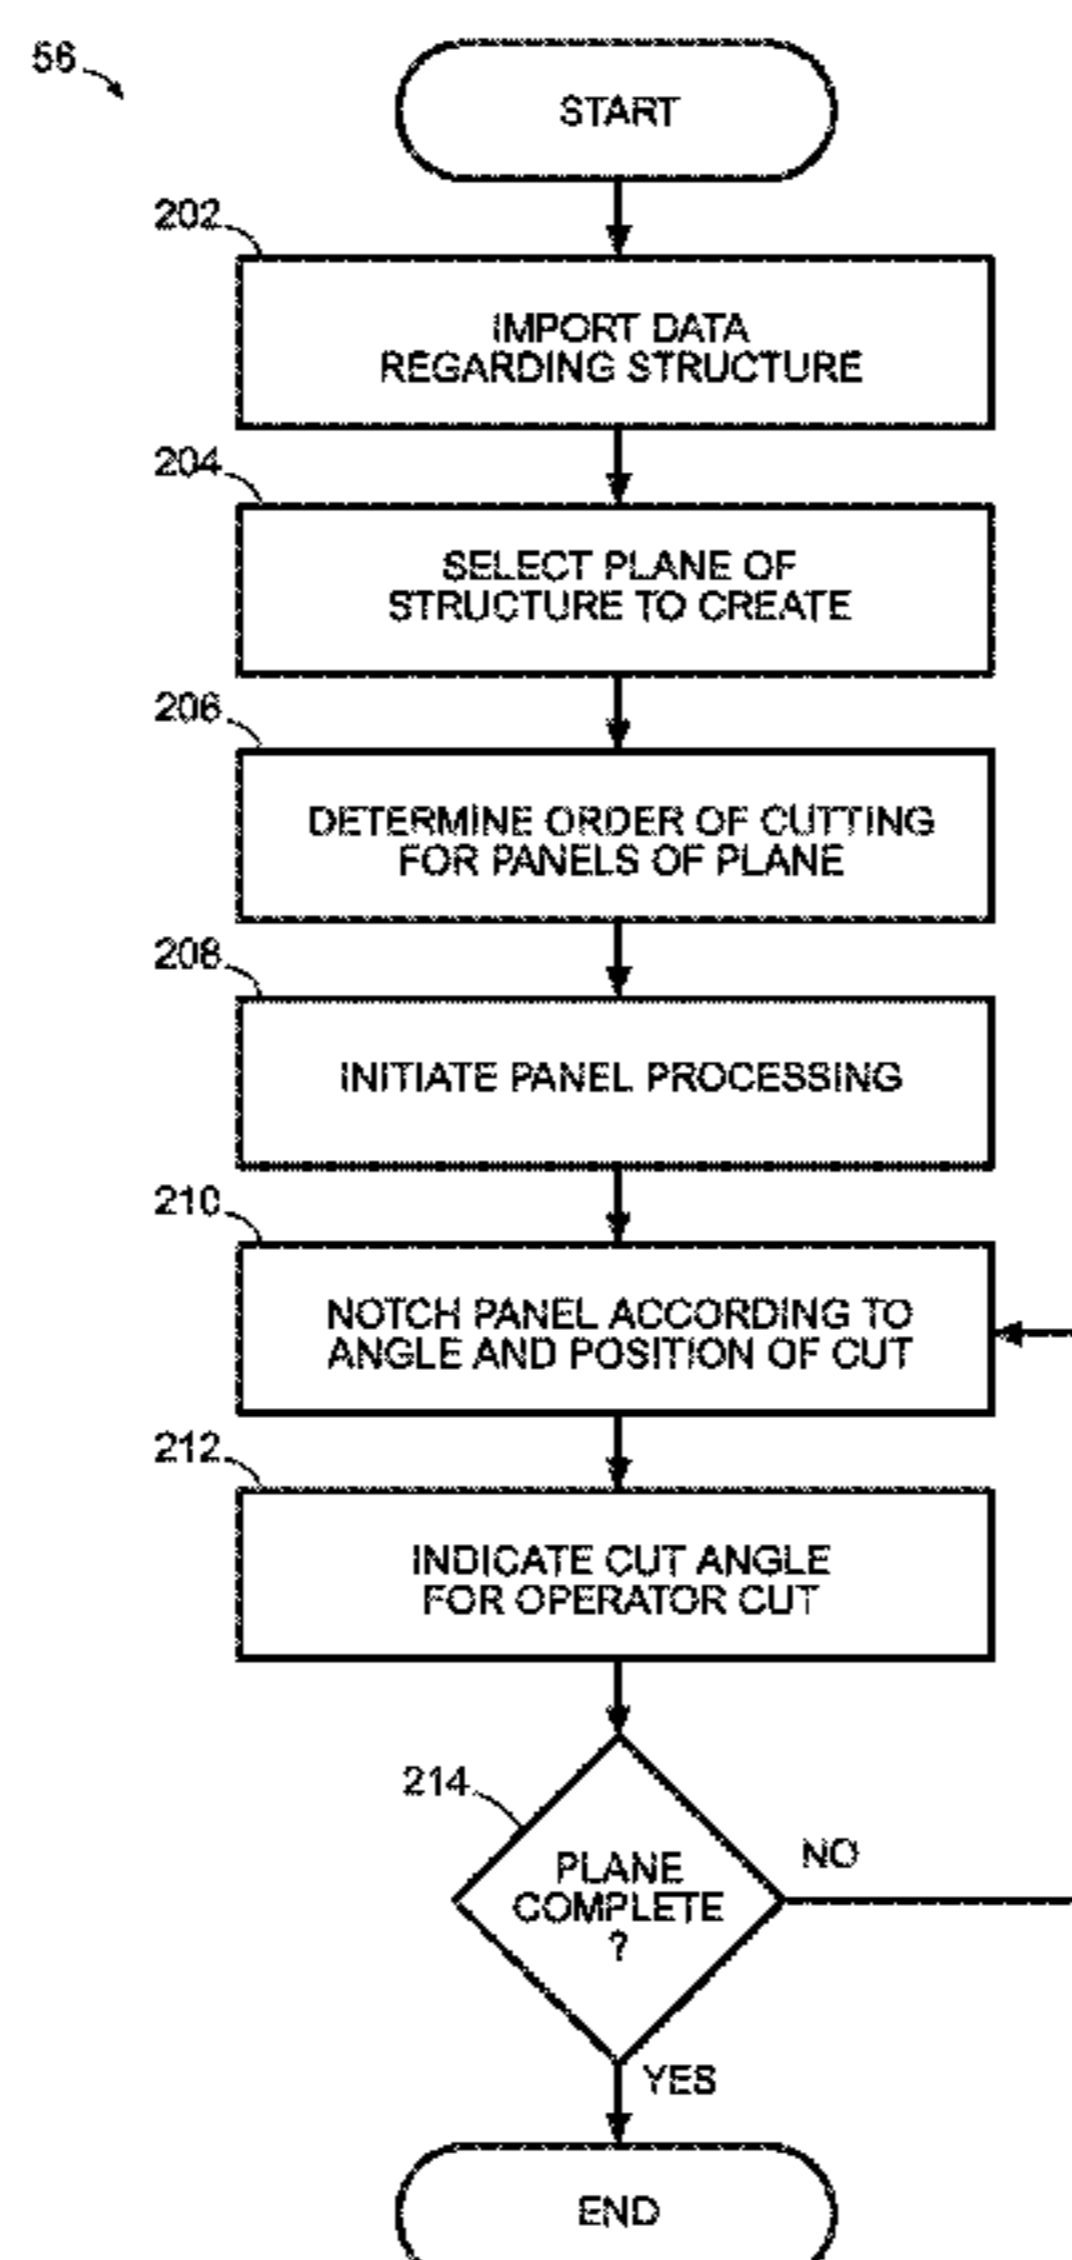 56
START
202
IMPORT DATA
REGARDING STRUCTURE
204
SELECT PLANE OF
STRUCTURE TO CREATE
206
DETERMINE ORDER OF CUTTING
FOR PANELS OF PLANE
208
INITIATE PANEL PROCESSING
210
NOTCH PANEL ACCORDING TO
ANGLE AND POSITION OF CUT
212
INDICATE CUT ANGLE
FOR OPERATOR CUT
214
PLANE
COMPLETE
?
NO
YES
END